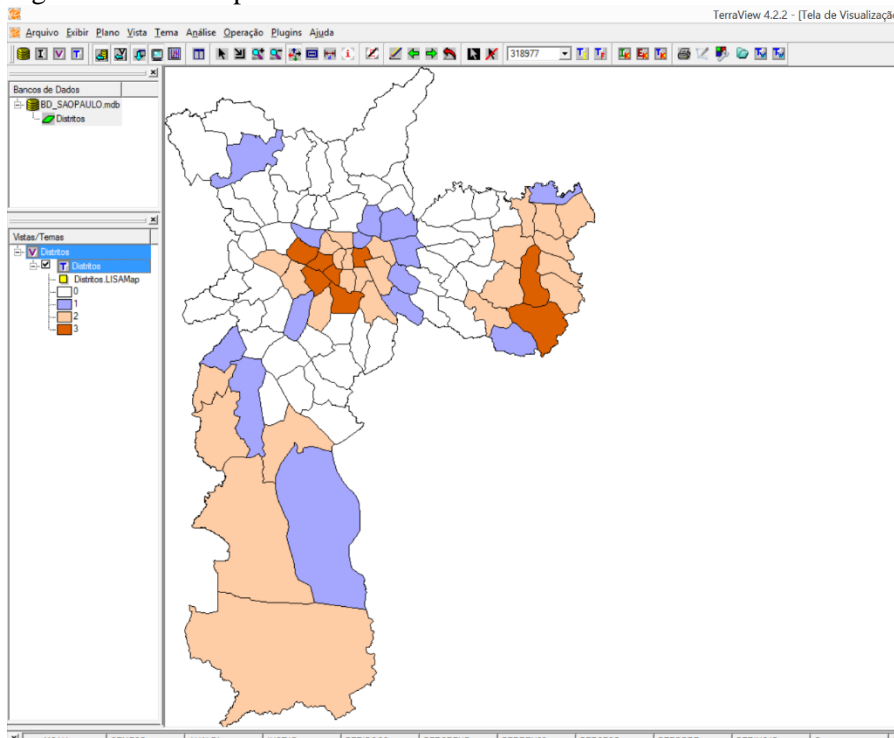 TerraView 4.2.2 - [Tela de Visualização
Arquivo Exibir Plano Vista Tema Análise Operação Plugins Ajuda
318977
Bancos de Dados
BD_SAOPAULO.mdb
Distritos
Vistas/Temas
V Distritos
T Distritos
Distritos.LISAMap
0
1
2
3